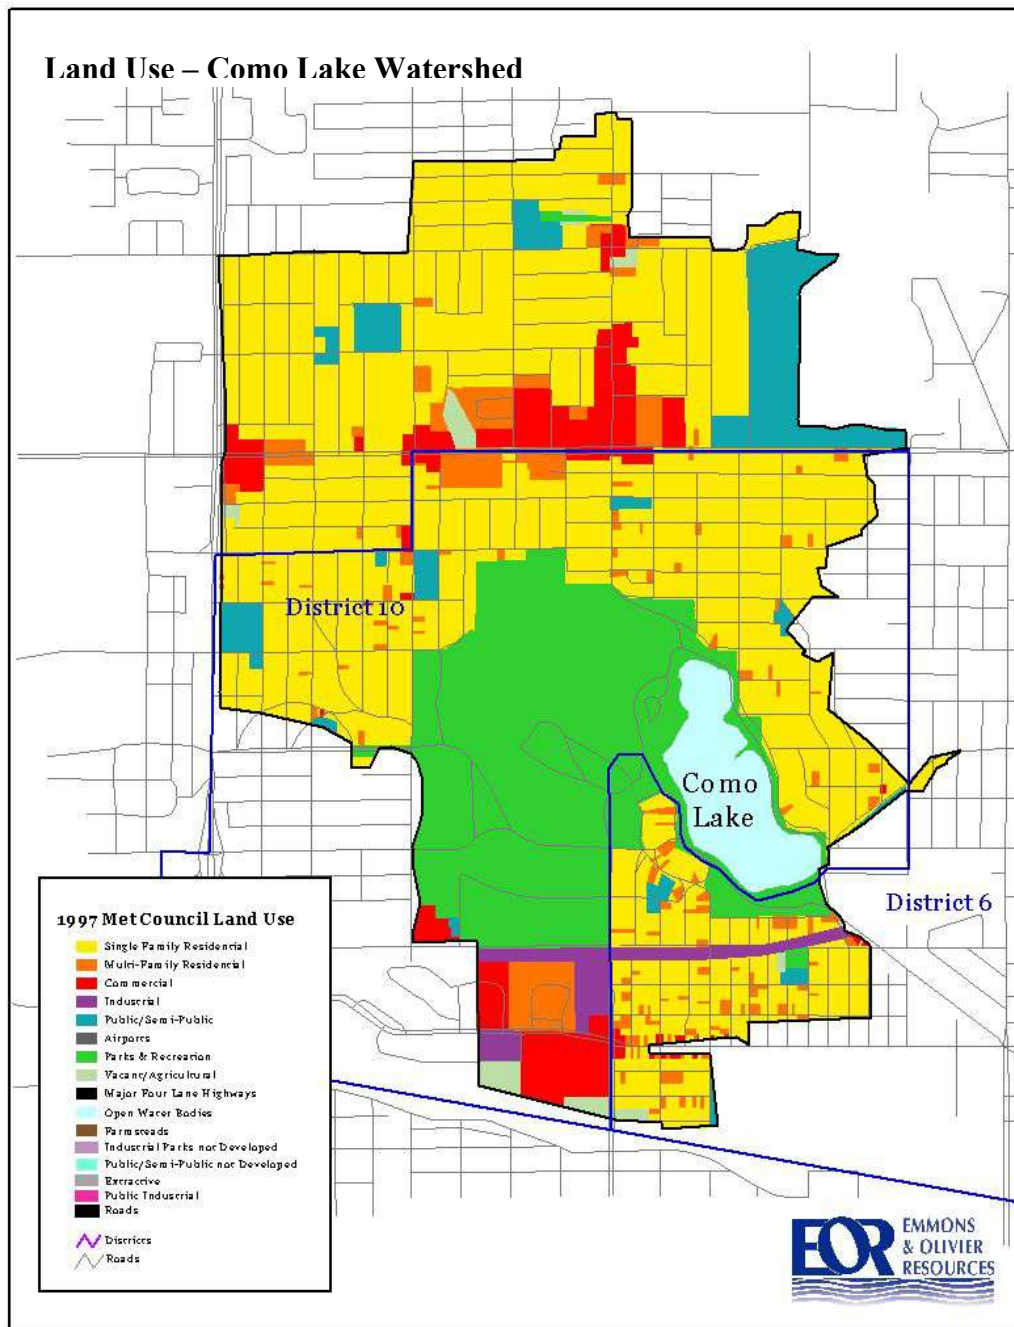 Land Use – Como Lake Watershed
District 10
Como
Lake
District 6
1997 Met Council Land Use
Single Family Residential
Multi-Family Residential
Commercial
Industrial
Public/Semi-Public
Airports
Parks & Recreation
Vacant/Agricultural
Major Four Lane Highways
Open Water Bodies
Farmsteads
Industrial Parks not Developed
Public/Semi-Public not Developed
Extractive
Public Industrial
Roads
Districts
Roads
EOR
EMMONS
& OLIVIER
RESOURCES